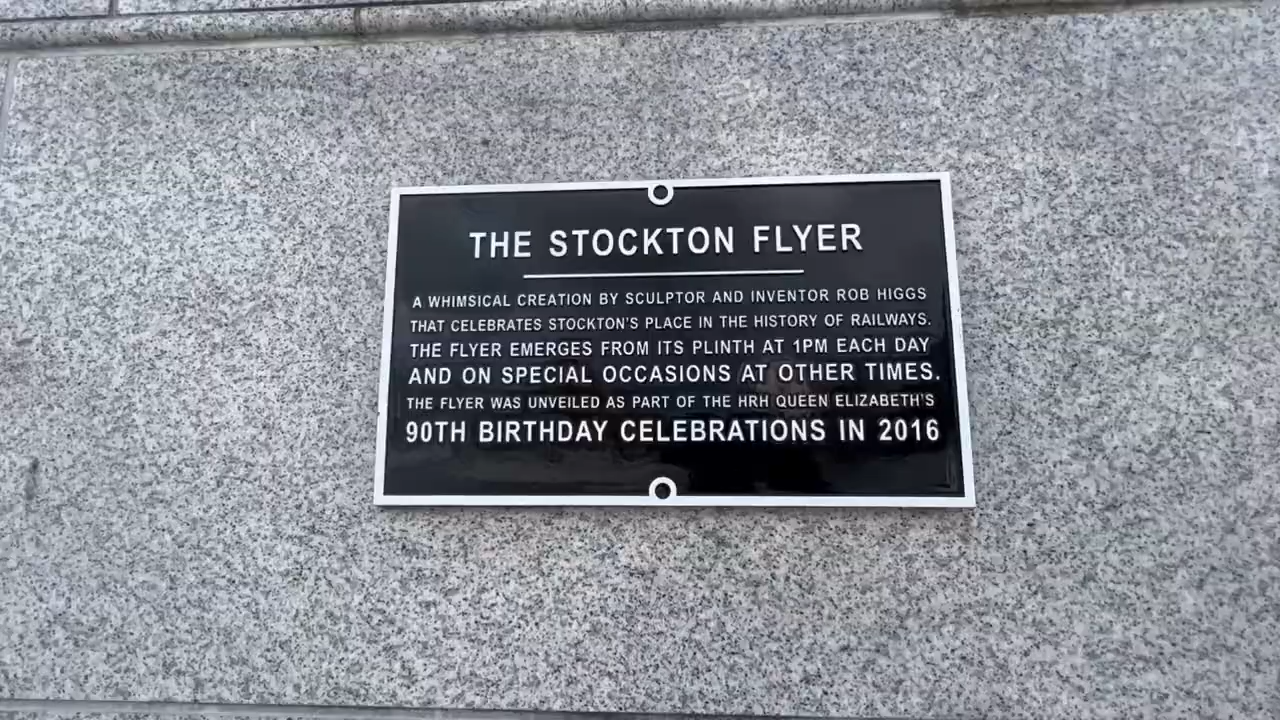 THE STOCKTON FLYER
A WHIMSICAL CREATION BY SCULPTOR AND INVENTOR ROB HIGGS
THAT CELEBRATES STOCKTON'S PLACE IN THE HISTORY OF RAILWAYS.
THE FLYER EMERGES FROM ITS PLINTH AT 1PM EACH DAY
AND ON SPECIAL OCCASIONS AT OTHER TIMES.
THE FLYER WAS UNVEILED AS PART OF THE HRH QUEEN ELIZABETH'S
90TH BIRTHDAY CELEBRATIONS IN 2016